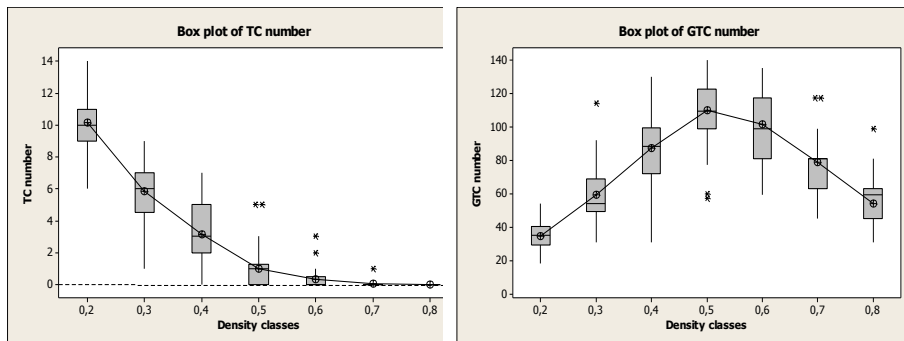 Box plot of TC number
14
12
10
8
6
4
2
0
TC number
0,2 0,3 0,4 0,5 0,6 0,7 0,8
Density classes
Box plot of GTC number
140
120
100
80
60
40
20
0
GTC number
0,2 0,3 0,4 0,5 0,6 0,7 0,8
Density classes